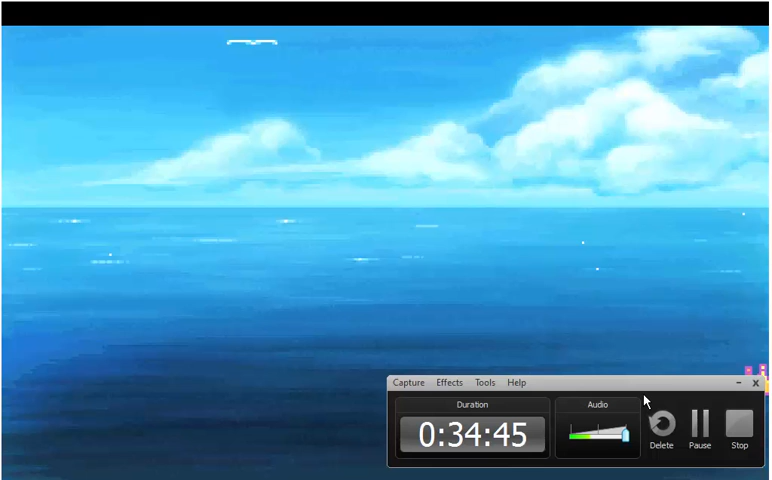 Capture Effects Tools Help
Duration
Audio
0:34:45
Delete Pause Stop